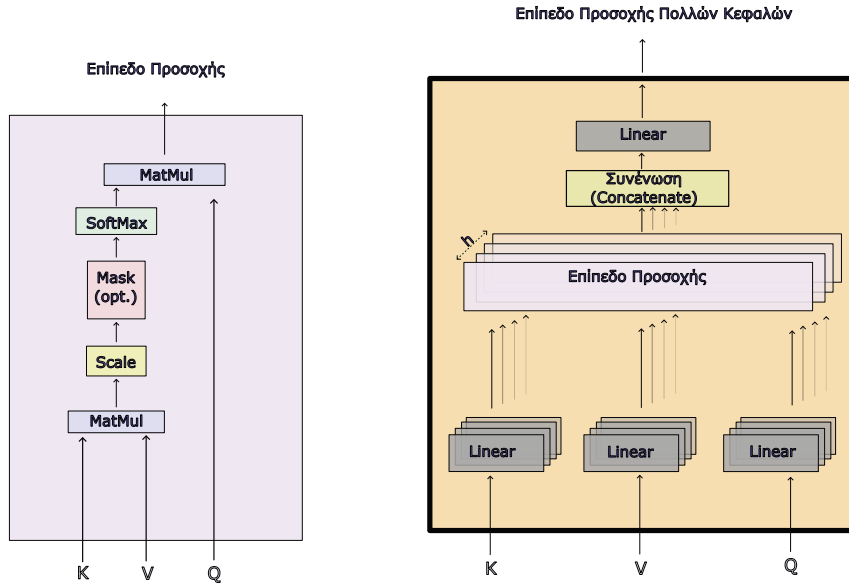 Επίπεδο Προσοχής
MatMul
SoftMax
Mask
(opt.)
Scale
MatMul
K
V
Q
Επίπεδο Προσοχής Πολλών Κεφαλών
Linear
Συνένωση
(Concatenate)
h
Επίπεδο Προσοχής
Linear
Linear
Linear
K
V
Q